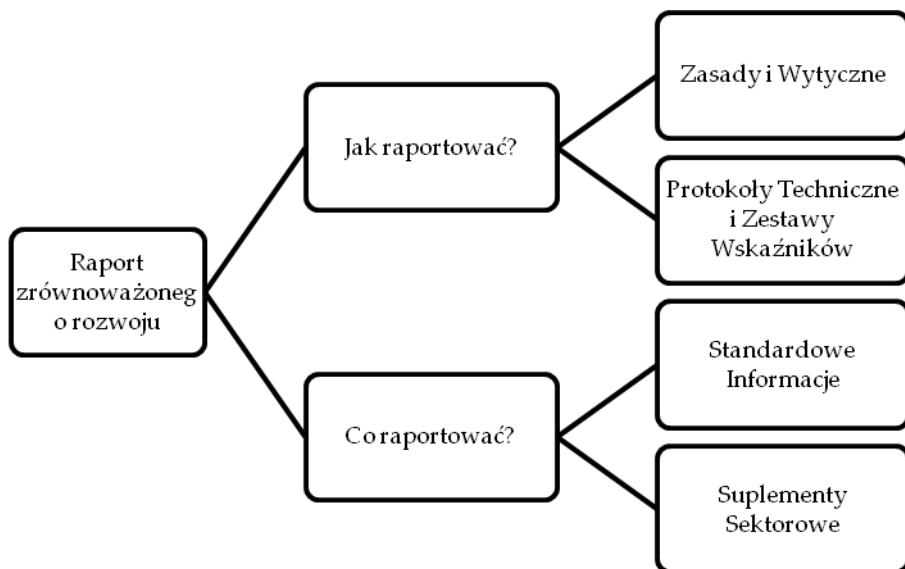 Raport
zrównoważoneg
o rozwoju
Jak raportować?
Zasady i Wytyczne
Protokoły Techniczne
i Zestawy
Wskaźników
Co raportować?
Standardowe
Informacje
Suplementy
Sektorowe